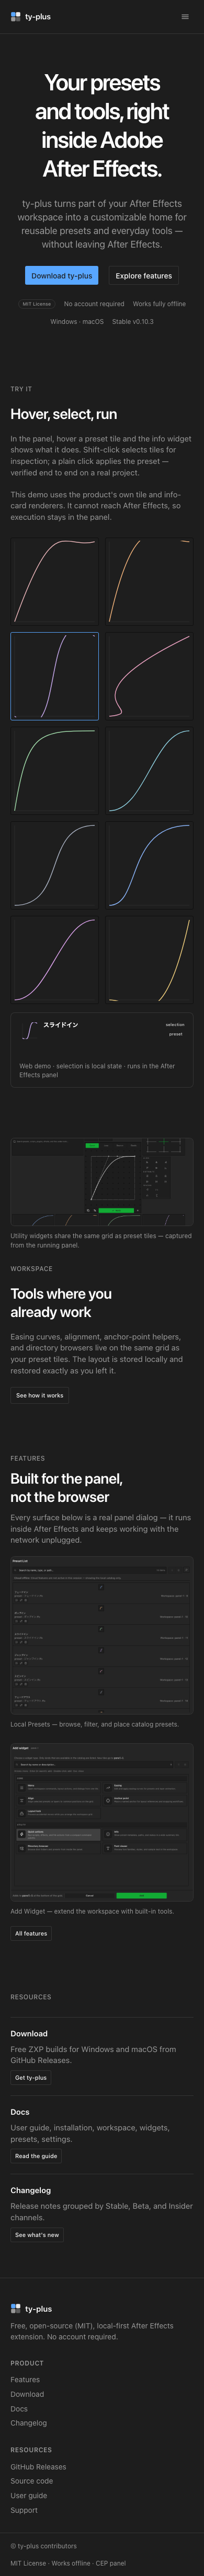 ty-plus
Your presets
and tools, right
inside Adobe
After Effects.
ty-plus turns part of your After Effects
workspace into a customizable home for
reusable presets and everyday tools —
without leaving After Effects.
Download ty-plus
Explore features
MIT License
No account required
Works fully offline
Windows · macOS
Stable v0.10.3
TRY IT
Hover, select, run
In the panel, hover a preset tile and the info widget
shows what it does. Shift-click selects tiles for
inspection; a plain click applies the preset —
verified end to end on a real project.
This demo uses the product's own tile and info-
card renderers. It cannot reach After Effects, so
execution stays in the panel.
スライドイン
selection
preset
Web demo · selection is local state · runs in the After
Effects panel
Utility widgets share the same grid as preset tiles — captured
from the running panel.
WORKSPACE
Tools where you
already work
Easing curves, alignment, anchor-point helpers,
and directory browsers live on the same grid as
your preset tiles. The layout is stored locally and
restored exactly as you left it.
See how it works
FEATURES
Built for the panel,
not the browser
Every surface below is a real panel dialog — it runs
inside After Effects and keeps working with the
network unplugged.
Preset List
Local Presets — browse, filter, and place catalog presets.
Add widget
Cancel
Add Widget — extend the workspace with built-in tools.
All features
RESOURCES
Download
Free ZXP builds for Windows and macOS from
GitHub Releases.
Get ty-plus
Docs
User guide, installation, workspace, widgets,
presets, settings.
Read the guide
Changelog
Release notes grouped by Stable, Beta, and Insider
channels.
See what's new
ty-plus
Free, open-source (MIT), local-first After Effects
extension. No account required.
PRODUCT
Features
Download
Docs
Changelog
RESOURCES
GitHub Releases
Source code
User guide
Support
© ty-plus contributors
MIT License · Works offline · CEP panel